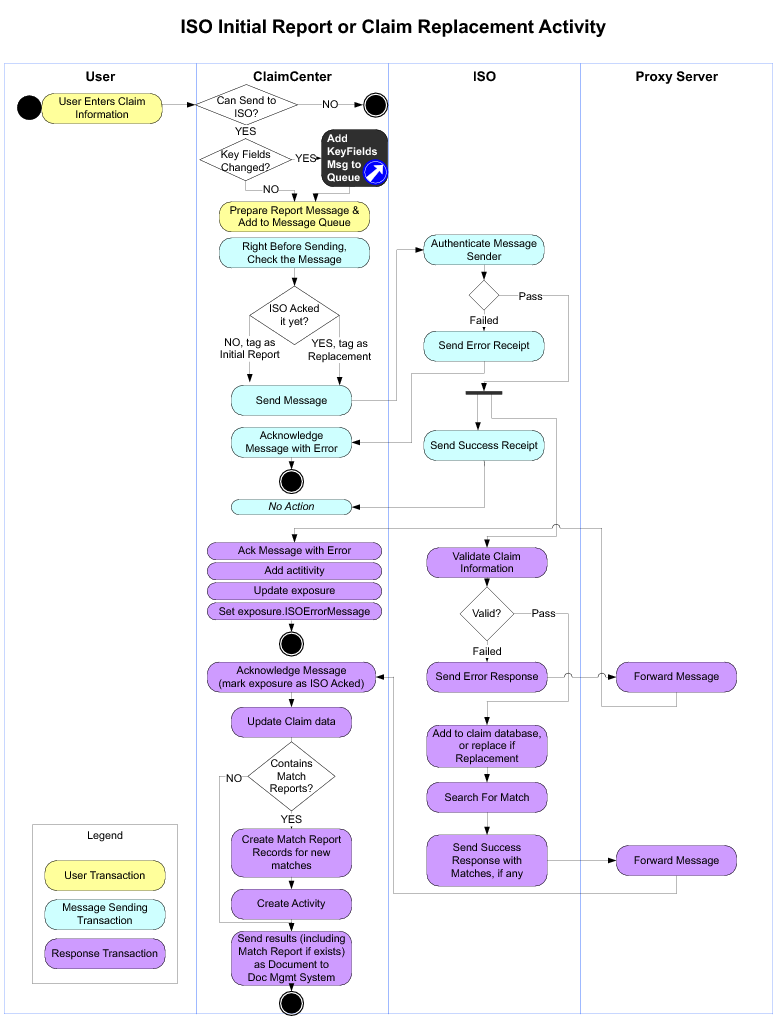 ISO Initial Report or Claim Replacement Activity
User
ClaimCenter
ISO
Proxy Server
User Enters Claim
Information
Can Send to
ISO?
NO
YES
Key Fields
Changed?
YES
NO
Add
KeyFields
Msg to
Queue
Prepare Report Message &
Add to Message Queue
Right Before Sending,
Check the Message
ISO Acked
it yet?
NO, tag as
Initial Report
YES, tag as
Replacement
Send Message
Authenticate Message
Sender
Pass
Failed
Send Error Receipt
Acknowledge
Message with Error
Send Success Receipt
No Action
Ack Message with Error
Add actitivity
Update exposure
Set exposure.ISOErrorMessage
Validate Claim
Information
Valid?
Pass
Failed
Send Error Response
Forward Message
Acknowledge Message
(mark exposure as ISO Acked)
Update Claim data
Add to claim database,
or replace if
Replacement
Contains
Match
Reports?
NO
YES
Search For Match
Create Match Report
Records for new
matches
Send Success
Response with
Matches, if any
Forward Message
Create Activity
Send results (including
Match Report if exists)
as Document to
Doc Mgmt System
Legend
User Transaction
Message Sending
Transaction
Response Transaction